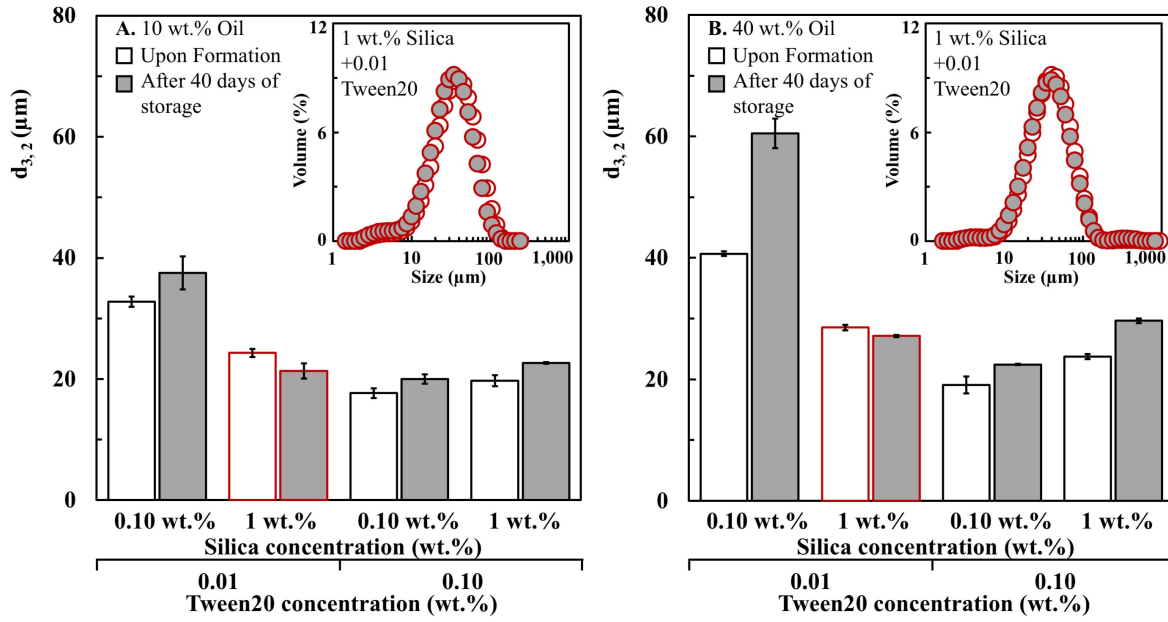 80
60
40
20
0
d3, 2 (µm)
A. 10 wt.% Oil
Upon Formation
After 40 days of
storage
12
6
0
Volume (%)
1 wt.% Silica
+0.01
Tween20
1 10 100 1,000
Size (µm)
0.10 wt.% 1 wt.% 0.10 wt.% 1 wt.%
Silica concentration (wt.%)
0.01 0.10
Tween20 concentration (wt.%)
80
60
40
20
0
d3, 2 (µm)
B. 40 wt.% Oil
Upon Formation
After 40 days of
storage
12
6
0
Volume (%)
1 wt.% Silica
+0.01
Tween20
1 10 100 1,000
Size (µm)
0.10 wt.% 1 wt.% 0.10 wt.% 1 wt.%
Silica concentration (wt.%)
0.01 0.10
Tween20 concentration (wt.%)